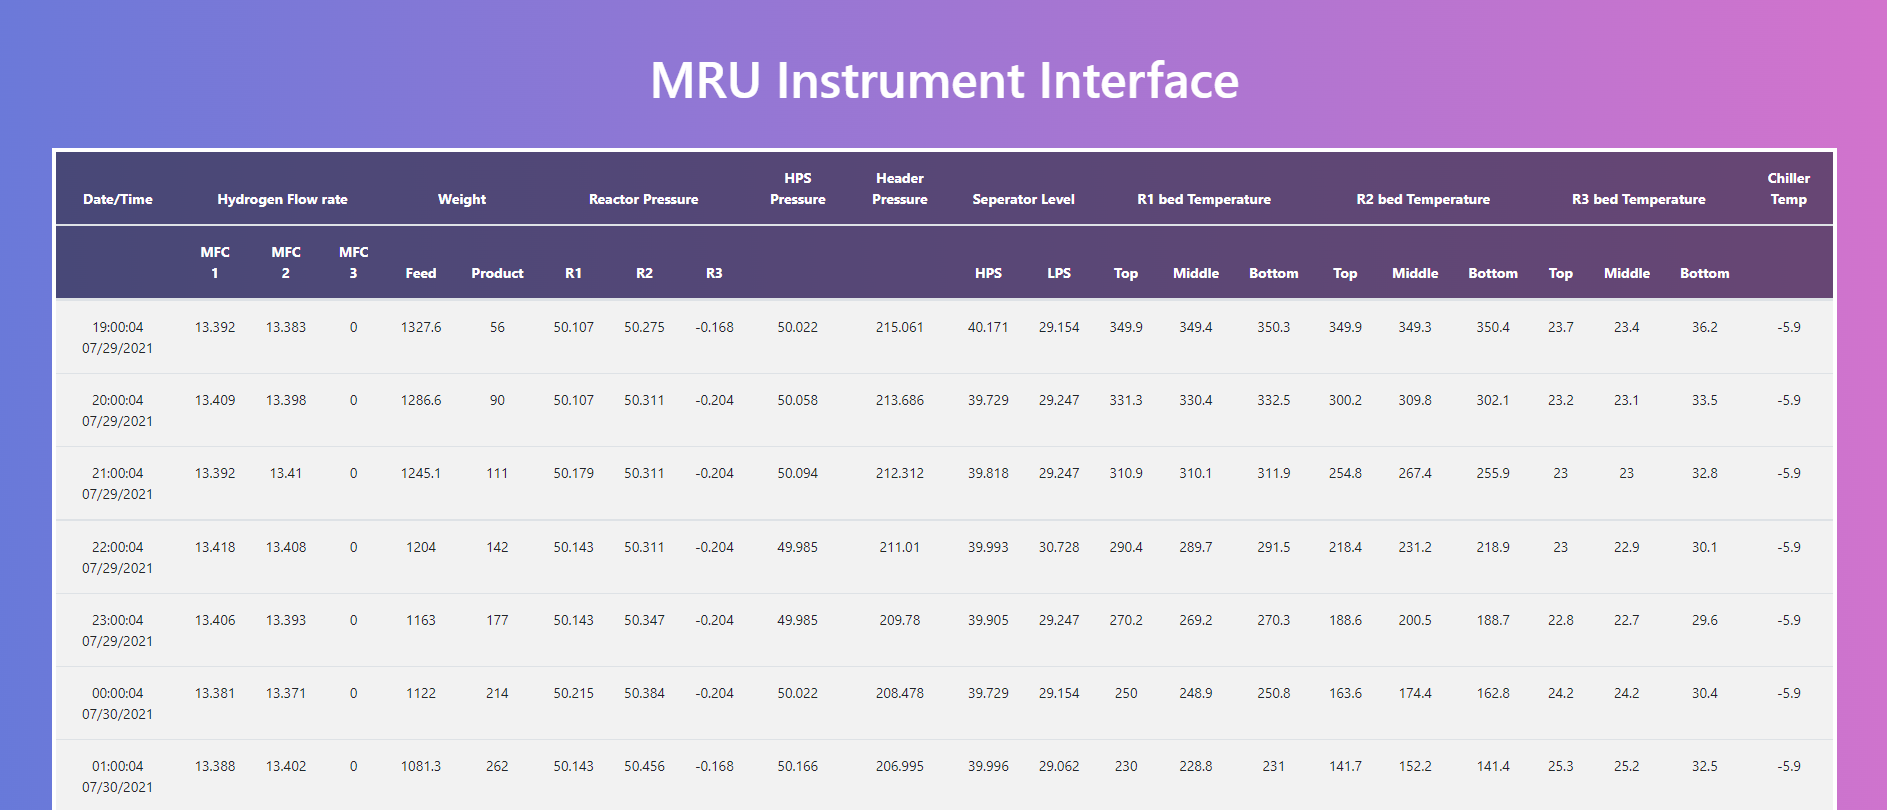 MRU Instrument Interface
Date/Time Hydrogen Flow rate Weight Reactor Pressure HPS Pressure Header Pressure Seperator Level R1 bed Temperature R2 bed Temperature R3 bed Temperature Chiller Temp
MFC 1 MFC 2 MFC 3 Feed Product R1 R2 R3 HPS LPS Top Middle Bottom Top Middle Bottom Top Middle Bottom
19:00:04 07/29/2021 13.392 13.383 0 1327.6 56 50.107 50.275 -0.168 50.022 215.061 40.171 29.154 349.9 349.4 350.3 349.9 349.3 350.4 23.7 23.4 36.2 -5.9
20:00:04 07/29/2021 13.409 13.398 0 1286.6 90 50.107 50.311 -0.204 50.058 213.686 39.729 29.247 331.3 330.4 332.5 300.2 309.8 302.1 23.2 23.1 33.5 -5.9
21:00:04 07/29/2021 13.392 13.41 0 1245.1 111 50.179 50.311 -0.204 50.094 212.312 39.818 29.247 310.9 310.1 311.9 254.8 267.4 255.9 23 23 32.8 -5.9
22:00:04 07/29/2021 13.418 13.408 0 1204 142 50.143 50.311 -0.204 49.985 211.01 39.993 30.728 290.4 289.7 291.5 218.4 231.2 218.9 23 22.9 30.1 -5.9
23:00:04 07/29/2021 13.406 13.393 0 1163 177 50.143 50.347 -0.204 49.985 209.78 39.905 29.247 270.2 269.2 270.3 188.6 200.5 188.7 22.8 22.7 29.6 -5.9
00:00:04 07/30/2021 13.381 13.371 0 1122 214 50.215 50.384 -0.204 50.022 208.478 39.729 29.154 250 248.9 250.8 163.6 174.4 162.8 24.2 24.2 30.4 -5.9
01:00:04 07/30/2021 13.388 13.402 0 1081.3 262 50.143 50.456 -0.168 50.166 206.995 39.996 29.062 230 228.8 231 141.7 152.2 141.4 25.3 25.2 32.5 -5.9